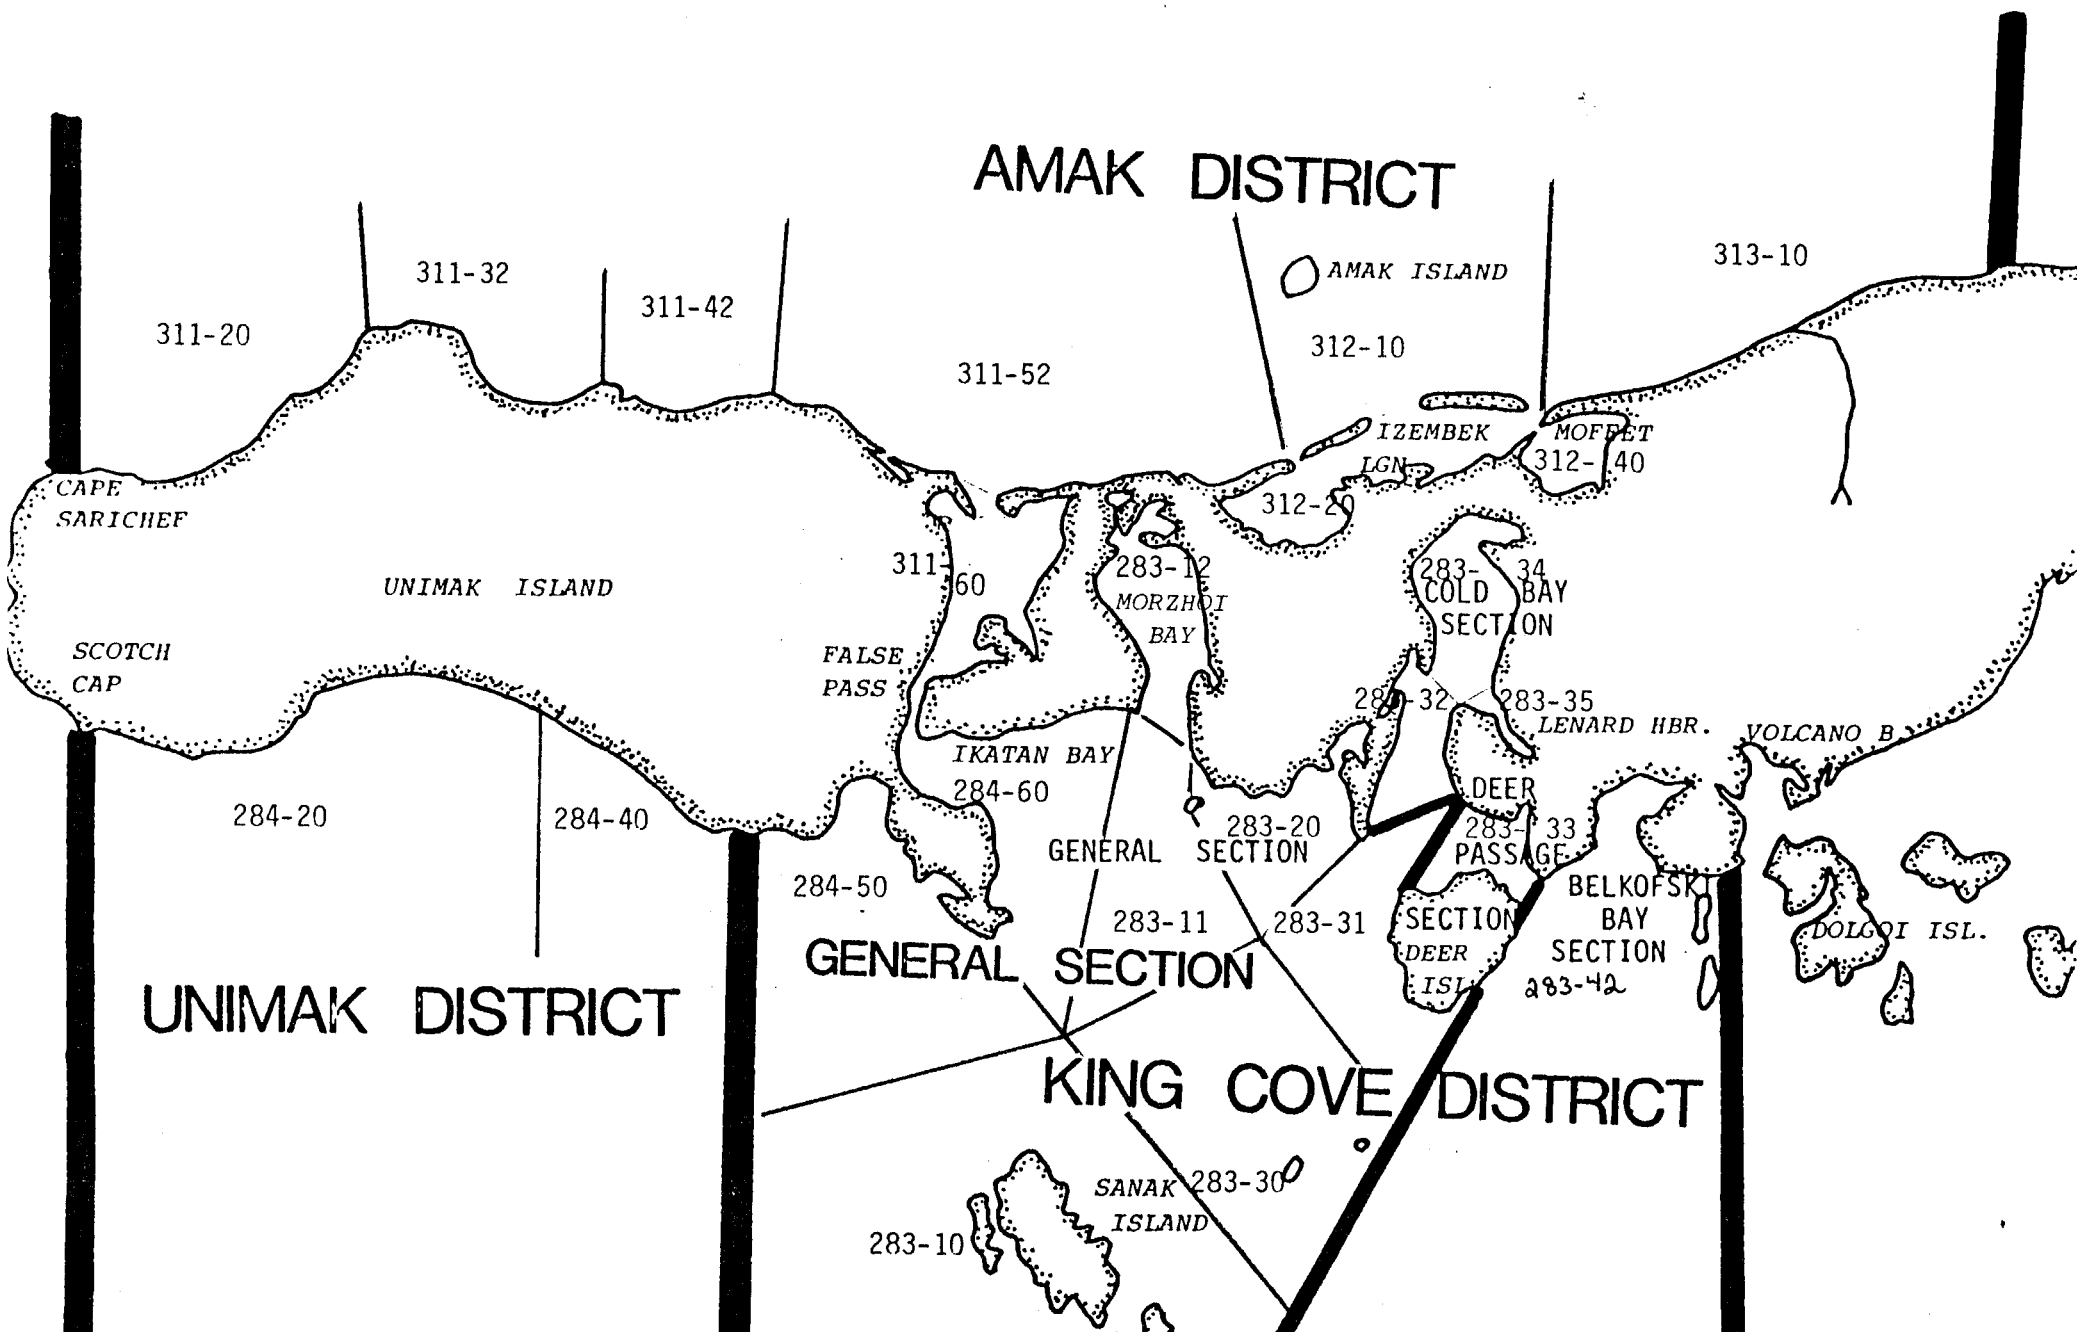 AMAK DISTRICT
311-32
313-10
AMAK ISLAND
311-42
311-20
312-10
311-52
IZEMBEK
LGN
MOFFET
312- 40
CAPE
SARICHEF
312-20
UNIMAK ISLAND
311-
60
283-12
MORZHOI
BAY
283- 34
COLD BAY
SECTION
SCOTCH
CAP
FALSE
PASS
283-35
LENARD HBR.
VOLCANO B.
IKATAN BAY
284-60
DEER
283- 33
PASSAGE
SECTION
284-20
284-40
283-20
GENERAL SECTION
284-50
BELKOFSKI
BAY
SECTION
283-42
283-11
283-31
DEER
ISL.
DOLGOI ISL.
GENERAL SECTION
UNIMAK DISTRICT
KING COVE DISTRICT
SANAK
ISLAND
283-30
283-10